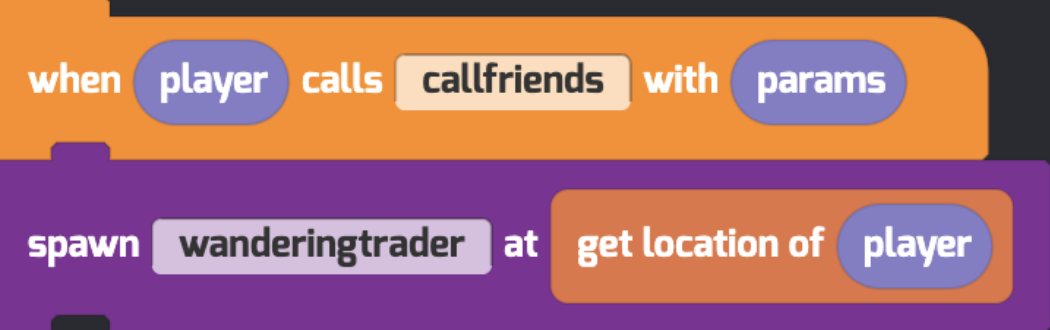 when player calls callfriends with params
spawn wanderingtrader at get location of player